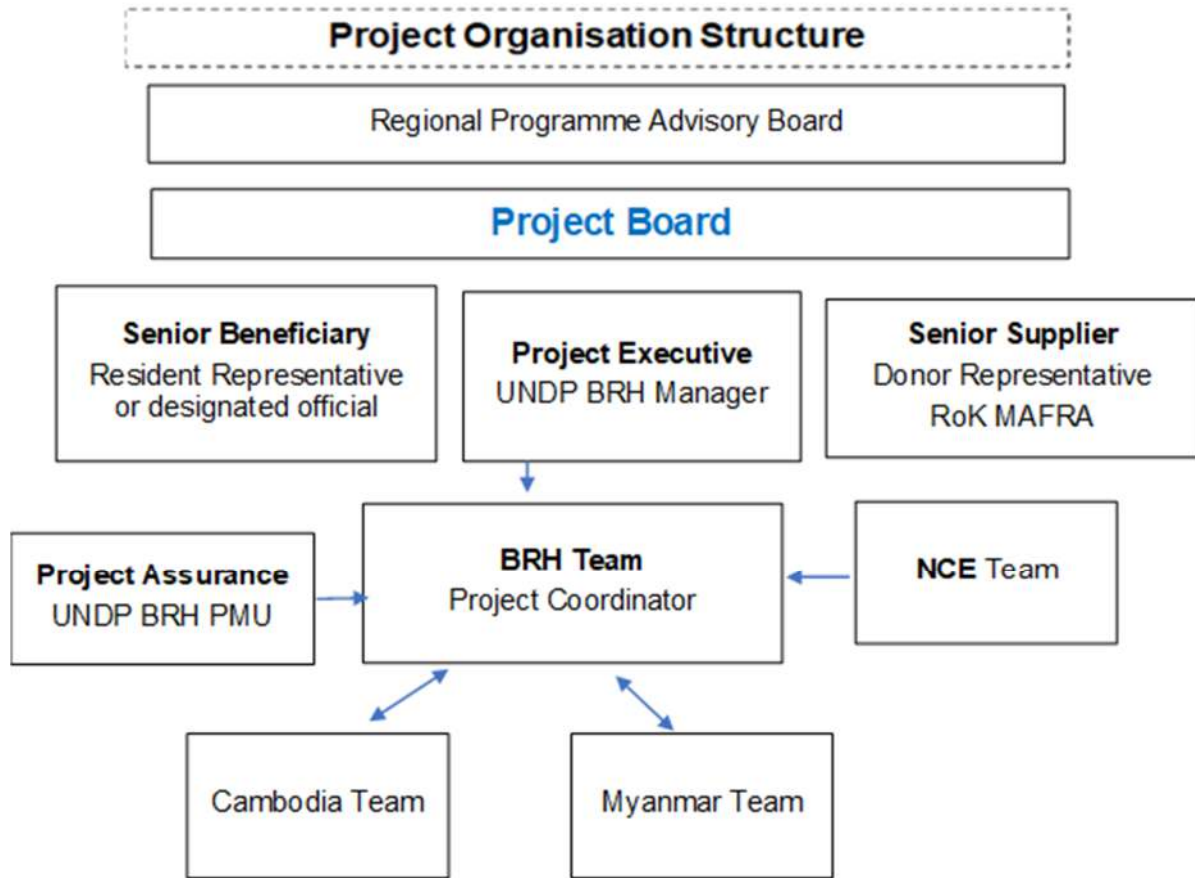 Project Organisation Structure
Regional Programme Advisory Board
Project Board
Senior Beneficiary
Resident Representative
or designated official
Project Executive
UNDP BRH Manager
Senior Supplier
Donor Representative
RoK MAFRA
Project Assurance
UNDP BRH PMU
BRH Team
Project Coordinator
NCE Team
Cambodia Team
Myanmar Team